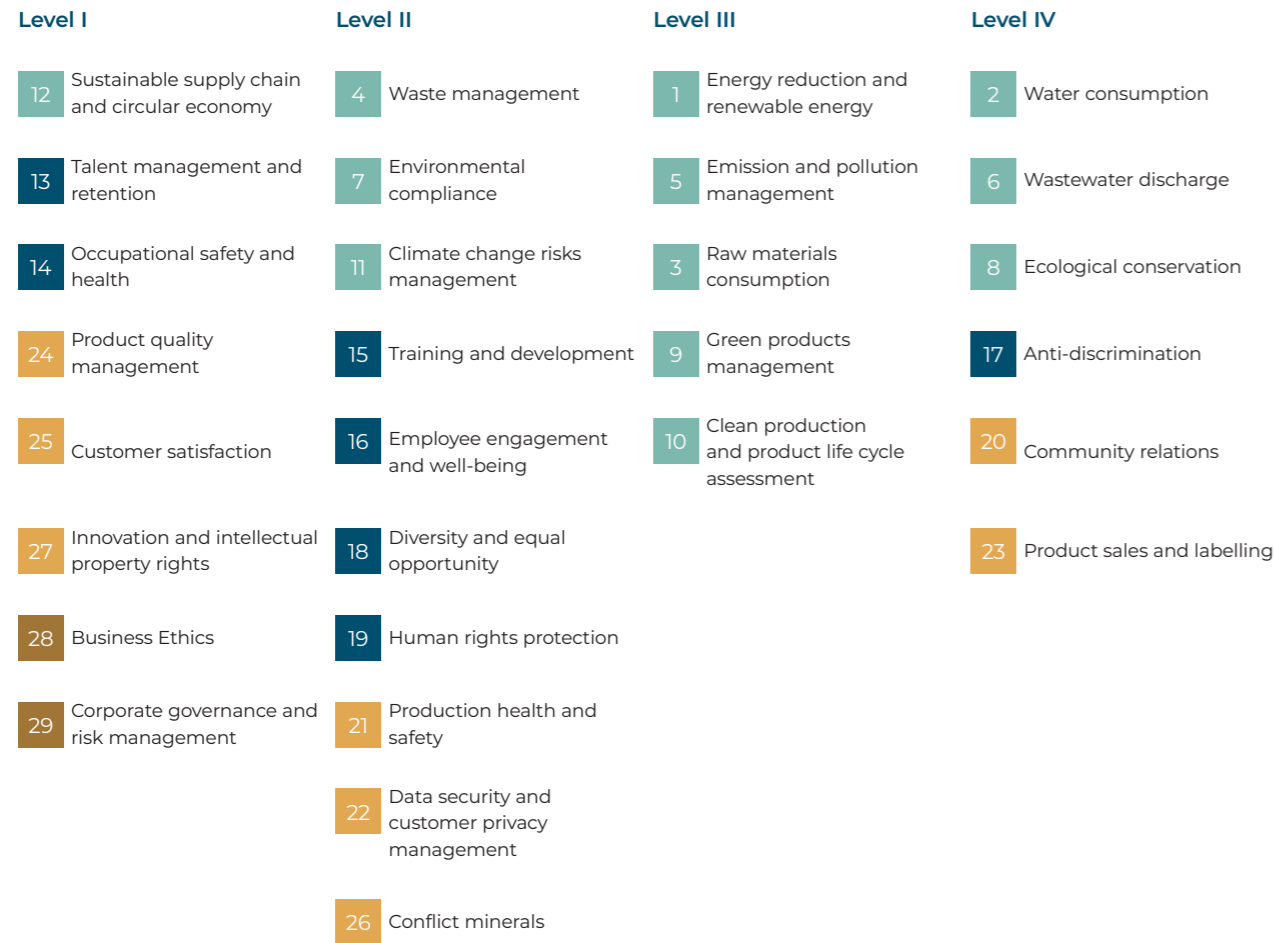 Level I
12
Sustainable supply chain
and circular economy
13
Talent management and
retention
14
Occupational safety and
health
24
Product quality
management
25
Customer satisfaction
27
Innovation and intellectual
property rights
28
Business Ethics
29
Corporate governance and
risk management
Level II
4
Waste management
7
Environmental
compliance
11
Climate change risks
management
15
Training and development
16
Employee engagement
and well-being
18
Diversity and equal
opportunity
19
Human rights protection
21
Production health and
safety
22
Data security and
customer privacy
management
26
Conflict minerals
Level III
1
Energy reduction and
renewable energy
5
Emission and pollution
management
3
Raw materials
consumption
9
Green products
management
10
Clean production
and product life cycle
assessment
Level IV
2
Water consumption
6
Wastewater discharge
8
Ecological conservation
17
Anti-discrimination
20
Community relations
23
Product sales and labelling